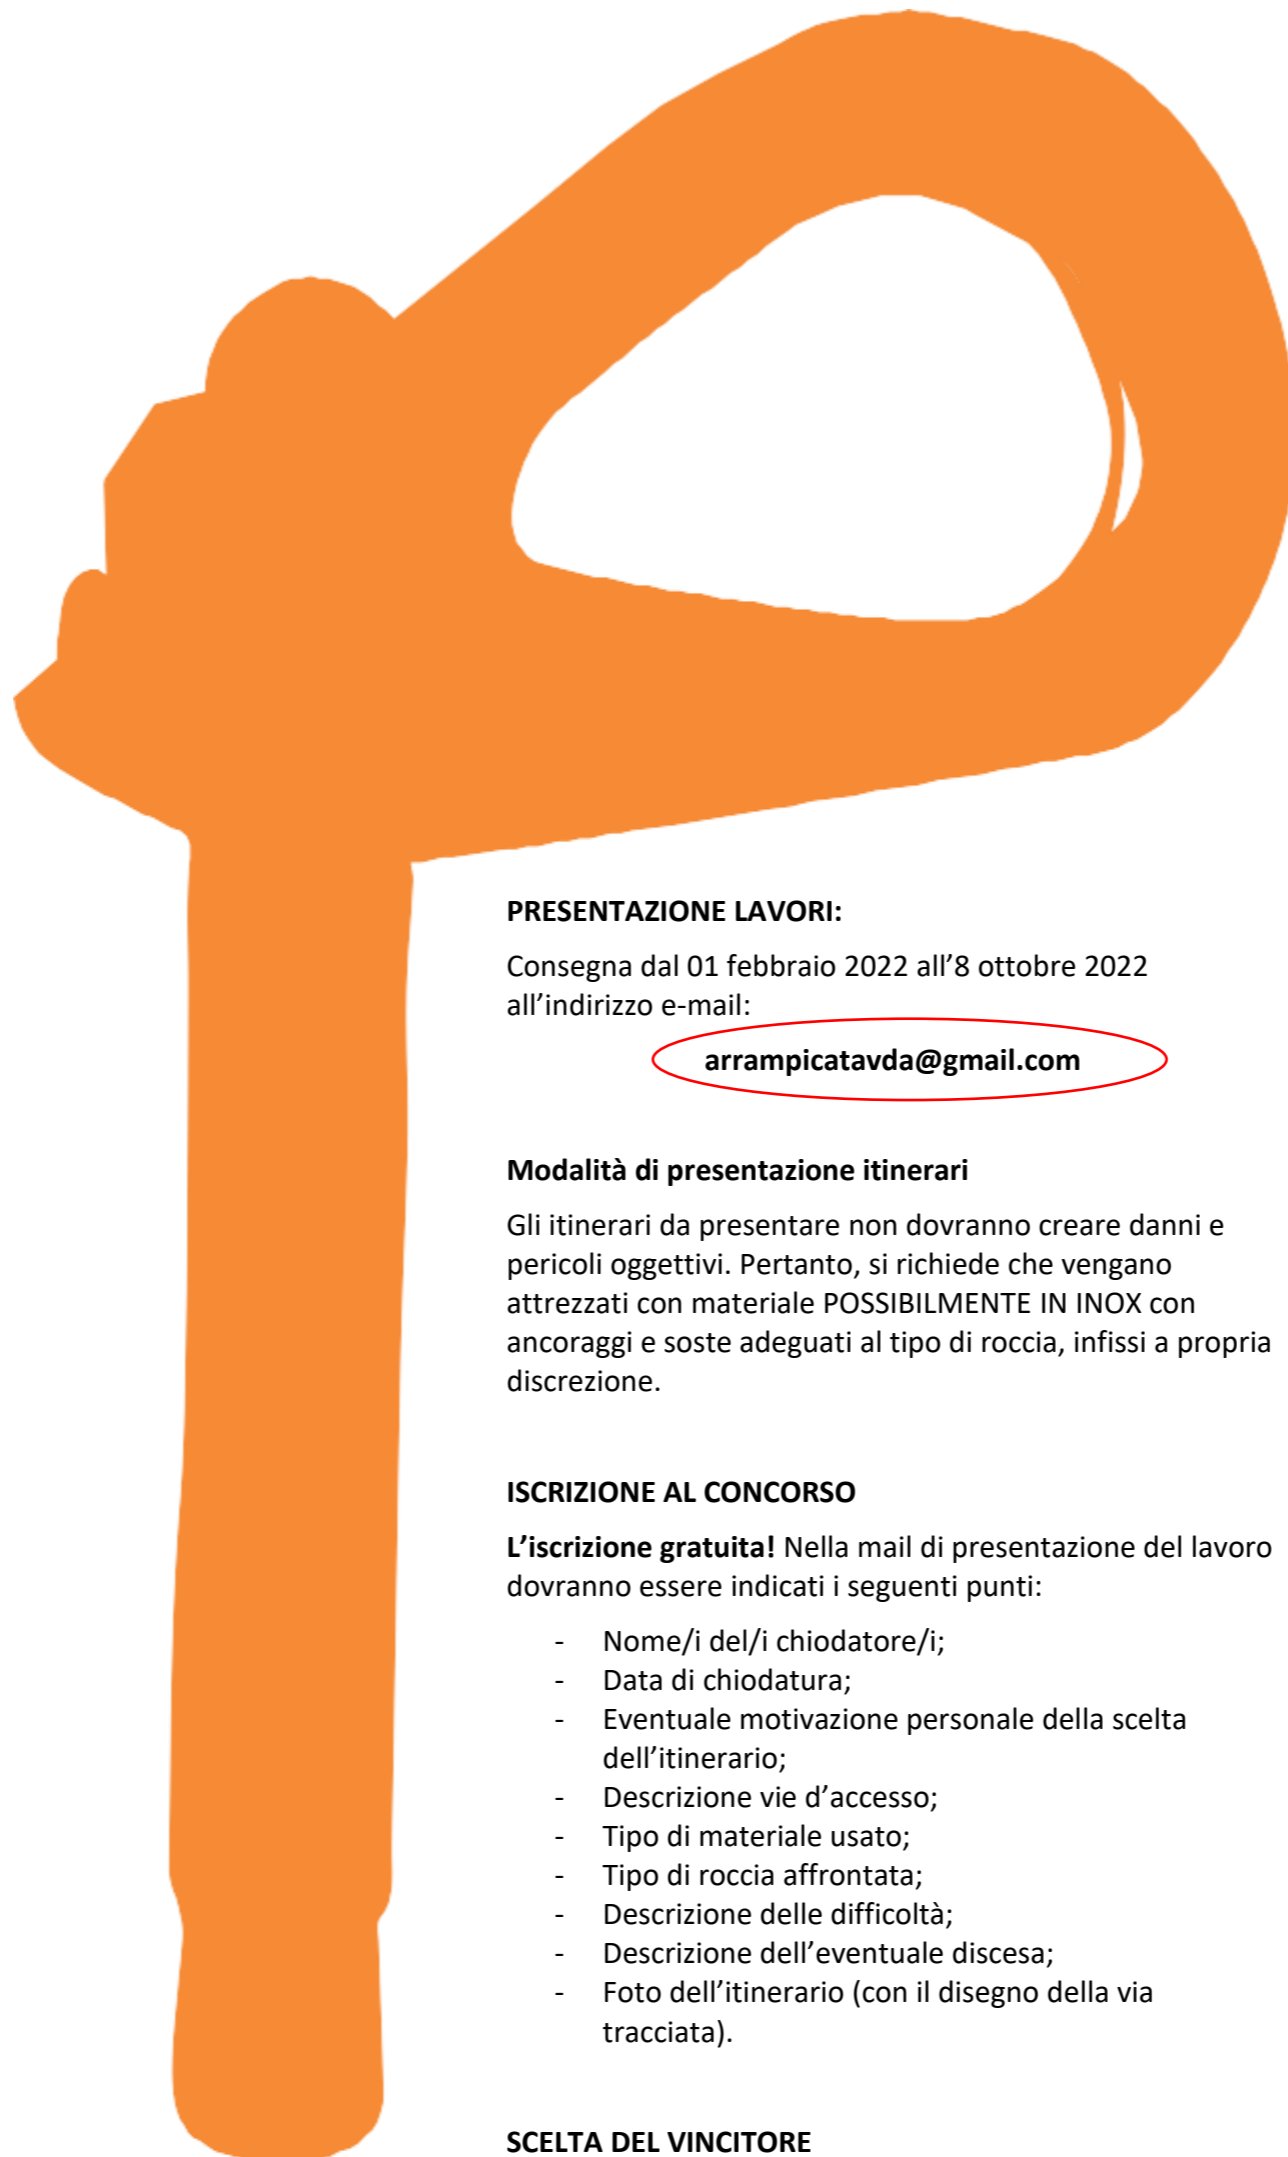 PRESENTAZIONE LAVORI:
Consegna dal 01 febbraio 2022 all’8 ottobre 2022
all’indirizzo e-mail:
arrampicatavda@gmail.com
Modalità di presentazione itinerari
Gli itinerari da presentare non dovranno creare danni e
pericoli oggettivi. Pertanto, si richiede che vengano
attrezzati con materiale POSSIBILMENTE IN INOX con
ancoraggi e soste adeguati al tipo di roccia, infissi a propria
discrezione.
ISCRIZIONE AL CONCORSO
L’iscrizione gratuita! Nella mail di presentazione del lavoro
dovranno essere indicati i seguenti punti:
- Nome/i del/i chiodatore/i;
- Data di chiodatura;
- Eventuale motivazione personale della scelta
dell’itinerario;
- Descrizione vie d’accesso;
- Tipo di materiale usato;
- Tipo di roccia affrontata;
- Descrizione delle difficoltà;
- Descrizione dell’eventuale discesa;
- Foto dell’itinerario (con il disegno della via
tracciata).
SCELTA DEL VINCITORE